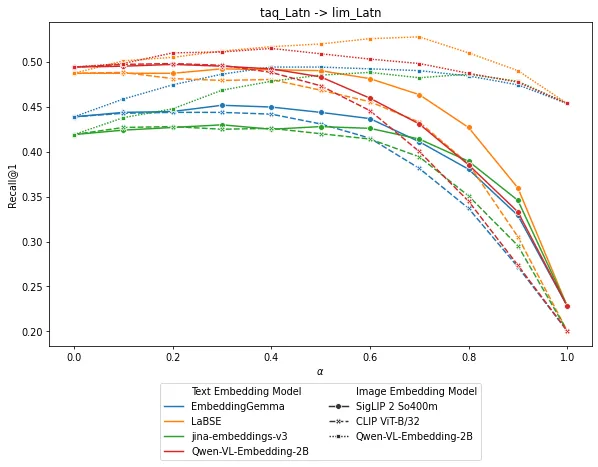 taq_Latn -> lim_Latn
Recall@1
0.50
0.45
0.40
0.35
0.30
0.25
0.20
0.0 0.2 0.4 0.6 0.8 1.0
α
Text Embedding Model
EmbeddingGemma
LaBSE
jina-embeddings-v3
Qwen-VL-Embedding-2B
Image Embedding Model
SigLIP 2 So400m
CLIP ViT-B/32
Qwen-VL-Embedding-2B